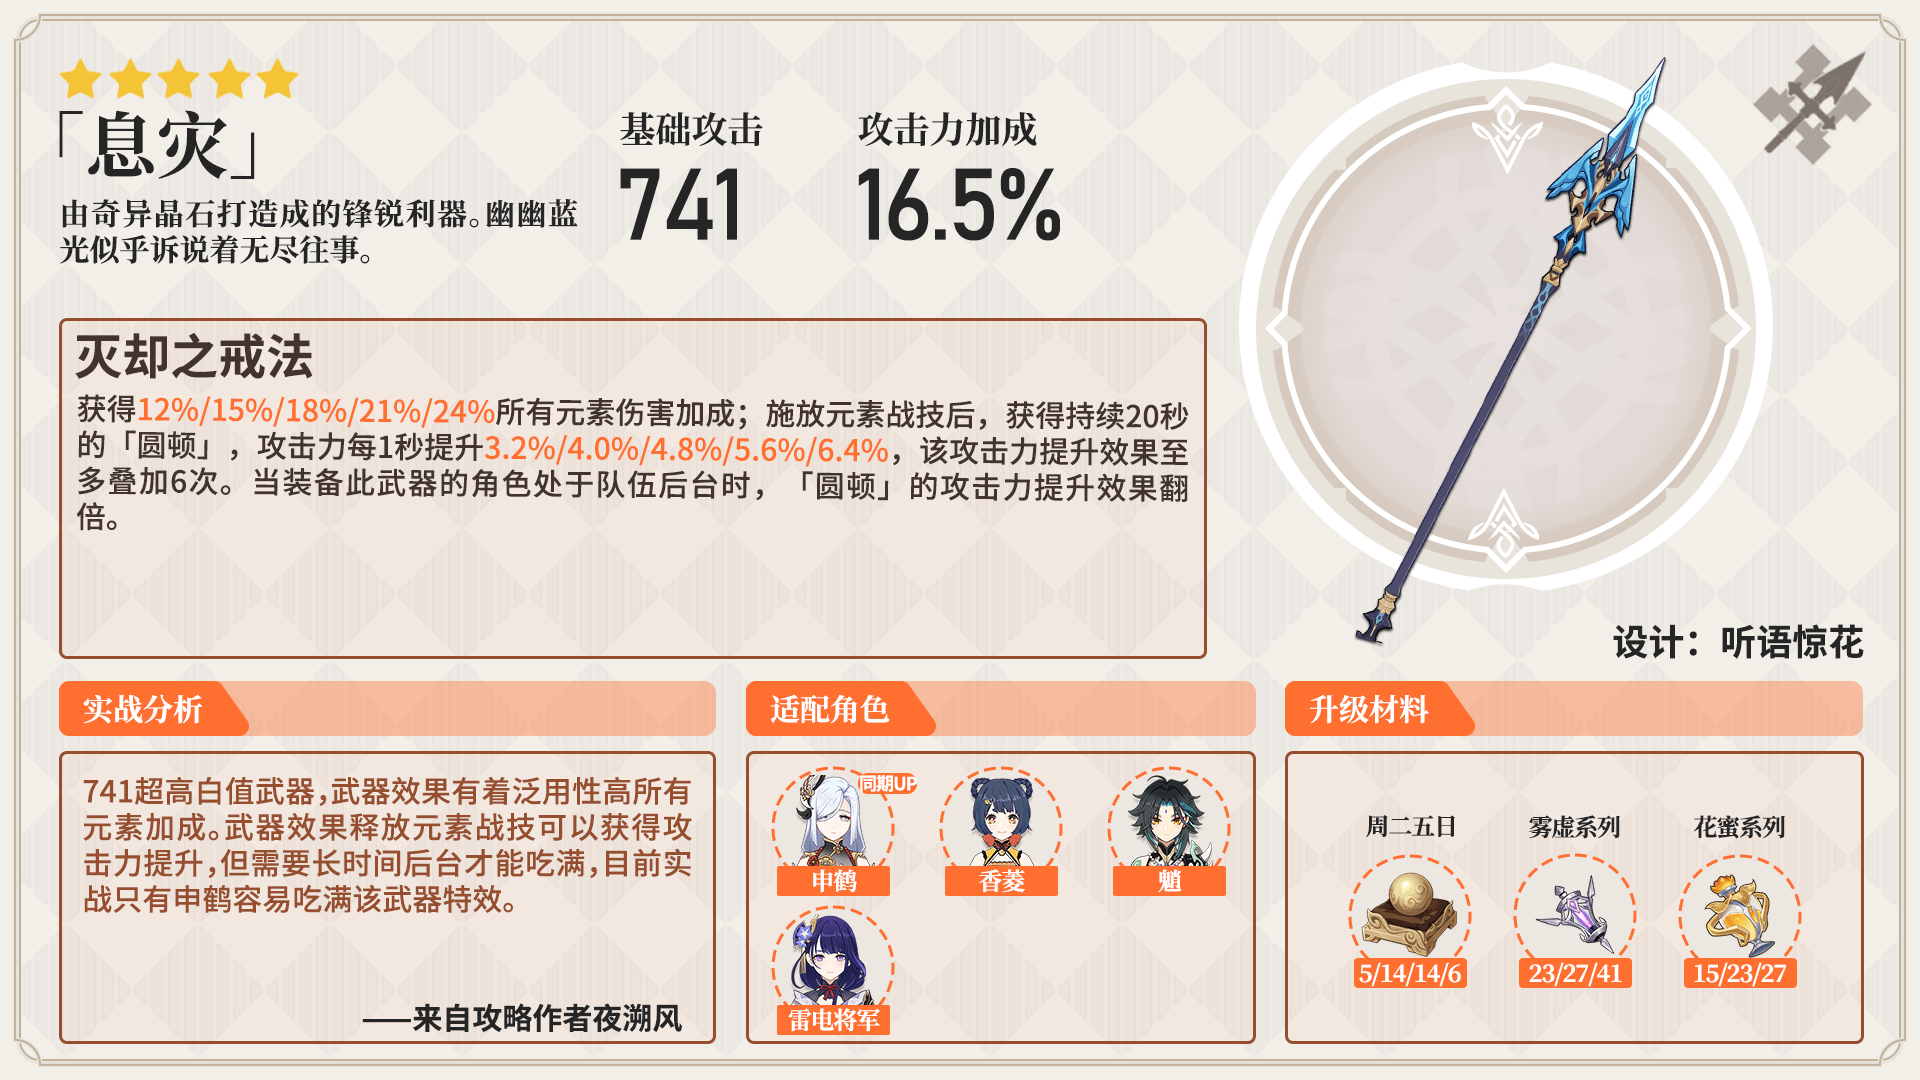 「息灾」
由奇异晶石打造成的锋锐利器。幽幽蓝
光似乎诉说着无尽往事。
基础攻击
741
攻击力加成
16.5%
灭却之戒法
获得12%/15%/18%/21%/24%所有元素伤害加成；施放元素战技后，获得持续20秒
的「圆顿」，攻击力每1秒提升3.2%/4.0%/4.8%/5.6%/6.4%，该攻击力提升效果至
多叠加6次。当装备此武器的角色处于队伍后台时，「圆顿」的攻击力提升效果翻
倍。
设计：听语惊花
实战分析
741超高白值武器，武器效果有着泛用性高所有
元素加成。武器效果释放元素战技可以获得攻
击力提升，但需要长时间后台才能吃满，目前实
战只有申鹤容易吃满该武器特效。
——来自攻略作者夜溯风
适配角色
同期UP
申鹤
香菱
魈
雷电将军
升级材料
周二五日
雾虚系列
花蜜系列
5/14/14/6
23/27/41
15/23/27